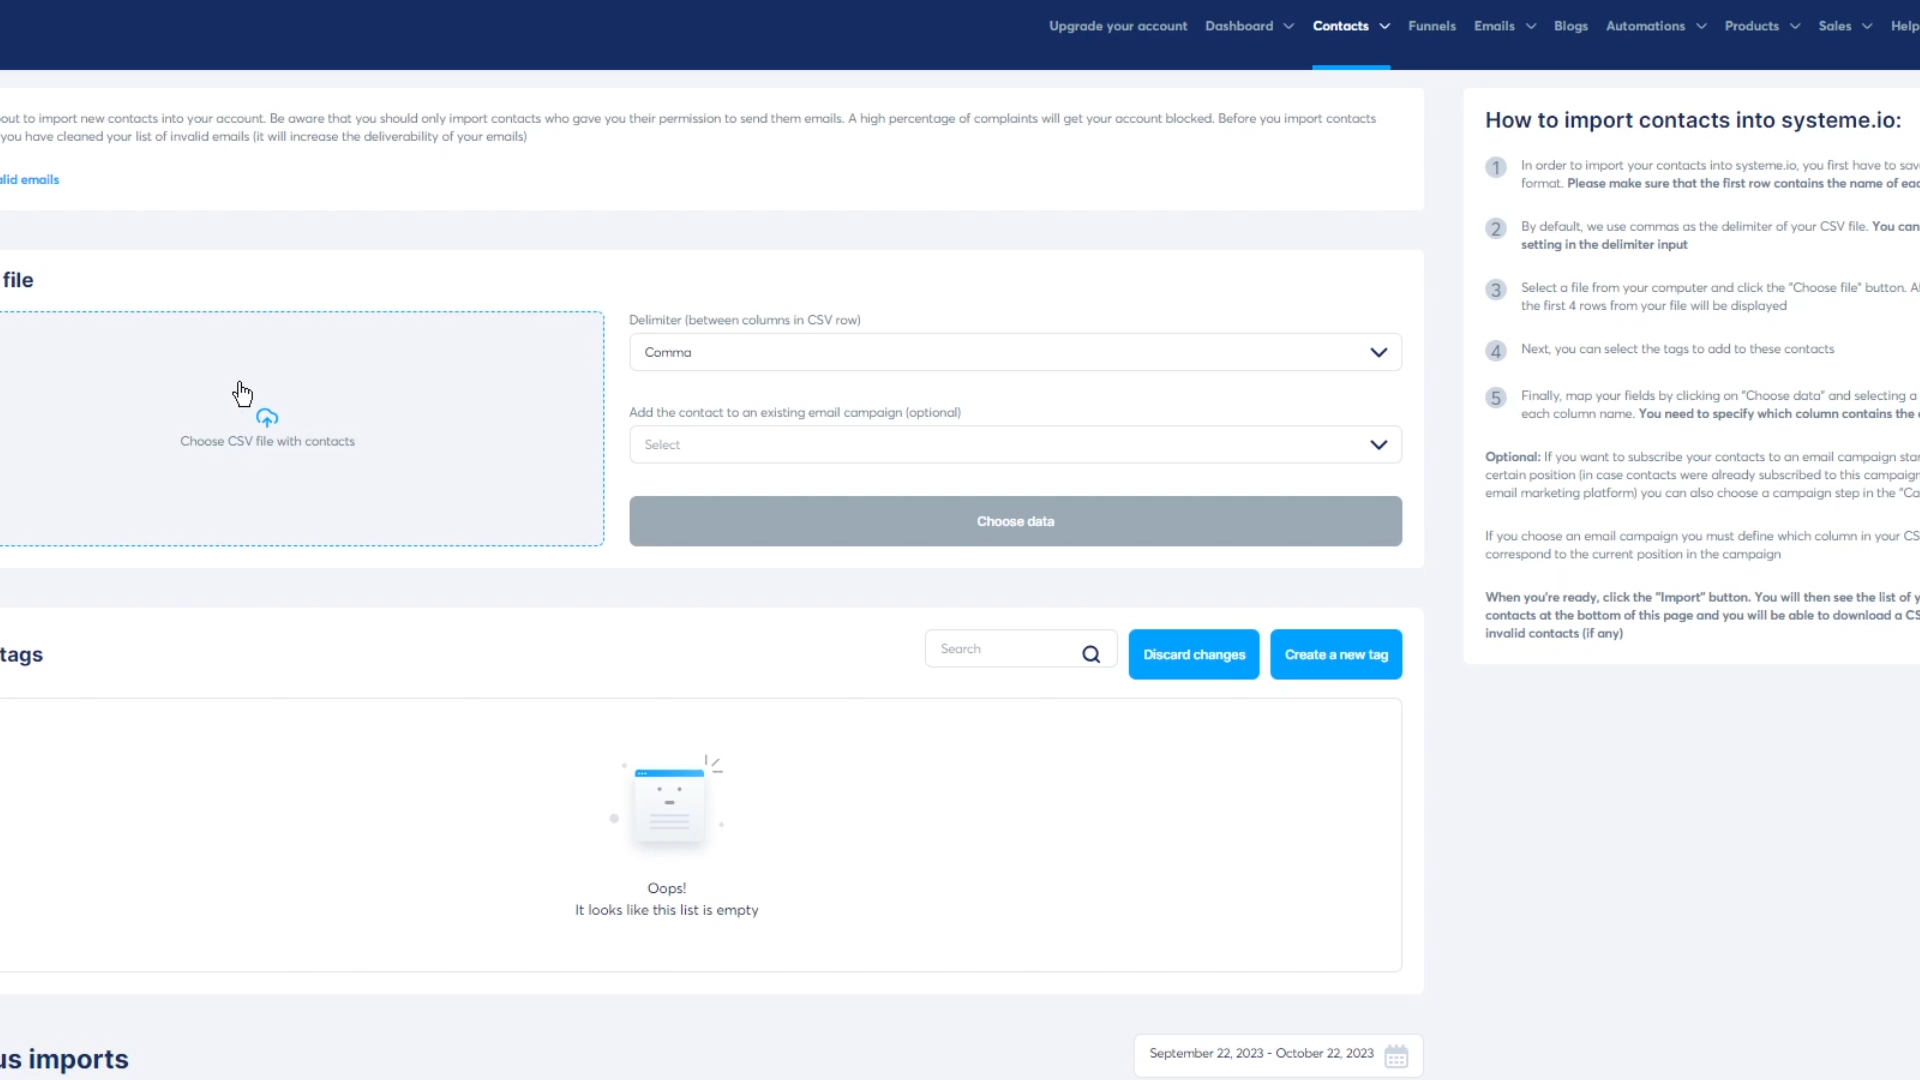 Upgrade your account Dashboard Contacts Funnels Emails Blogs Automations Products Sales Help
out to import new contacts into your account. Be aware that you should only import contacts who gave you their permission to send them emails. A high percentage of complaints will get your account blocked. Before you import contacts
you have cleaned your list of invalid emails (it will increase the deliverability of your emails)
alid emails
file
Choose CSV file with contacts
Delimiter (between columns in CSV row)
Comma
Add the contact to an existing email campaign (optional)
Select
Choose data
tags
Search
Discard changes
Create a new tag
Oops!
It looks like this list is empty
us imports
September 22, 2023 - October 22, 2023
How to import contacts into systeme.io:
1 In order to import your contacts into systeme.io, you first have to sav
format. Please make sure that the first row contains the name of eac
2 By default, we use commas as the delimiter of your CSV file. You can
setting in the delimiter input
3 Select a file from your computer and click the "Choose file" button. Af
the first 4 rows from your file will be displayed
4 Next, you can select the tags to add to these contacts
5 Finally, map your fields by clicking on "Choose data" and selecting a
each column name. You need to specify which column contains the
Optional: If you want to subscribe your contacts to an email campaign star
certain position (in case contacts were already subscribed to this campaign
email marketing platform) you can also choose a campaign step in the "Ca
If you choose an email campaign you must define which column in your CS
correspond to the current position in the campaign
When you're ready, click the "Import" button. You will then see the list of y
contacts at the bottom of this page and you will be able to download a CS
invalid contacts (if any)